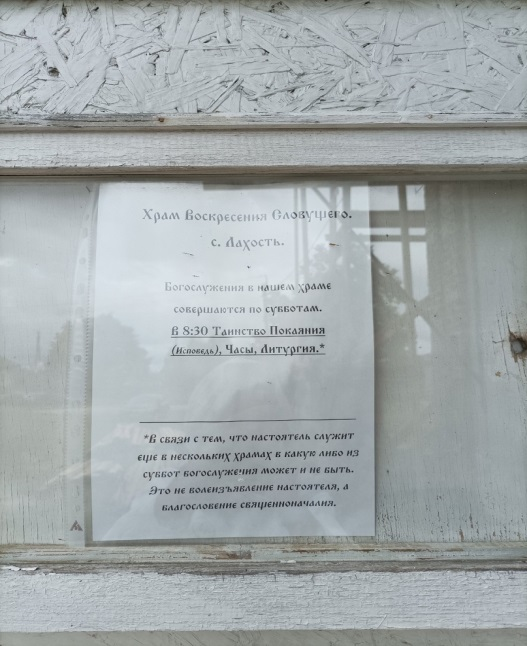 Храм Воскресения Словущего.
с. Лахость.
Богослужения в нашем храме
совершаются по субботам.
В 8:30 Таинство Покаяния
(Исповедь), Часы, Литургия.*
*В связи с тем, что настоятель служит
еще в нескольких храмах в какую либо из
суббот богослужечия может и не быть.
Это не волеизъявление настоятеля, а
благословение священноначалия.